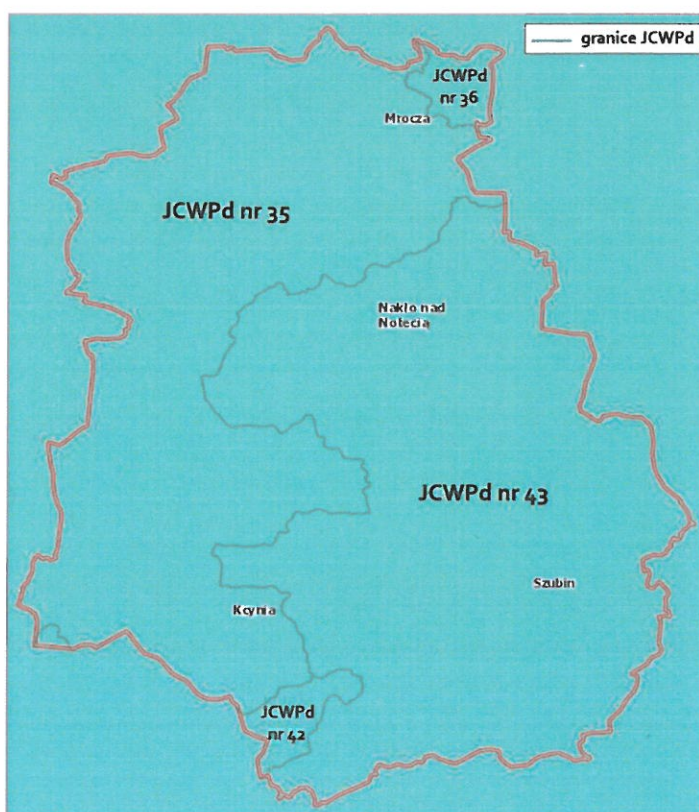 granice JCWPd
JCWPd
nr 36
Mrocza
JCWPd nr 35
Nakło nad
Notecią
JCWPd nr 43
Szubin
Kcynia
JCWPd
nr 42